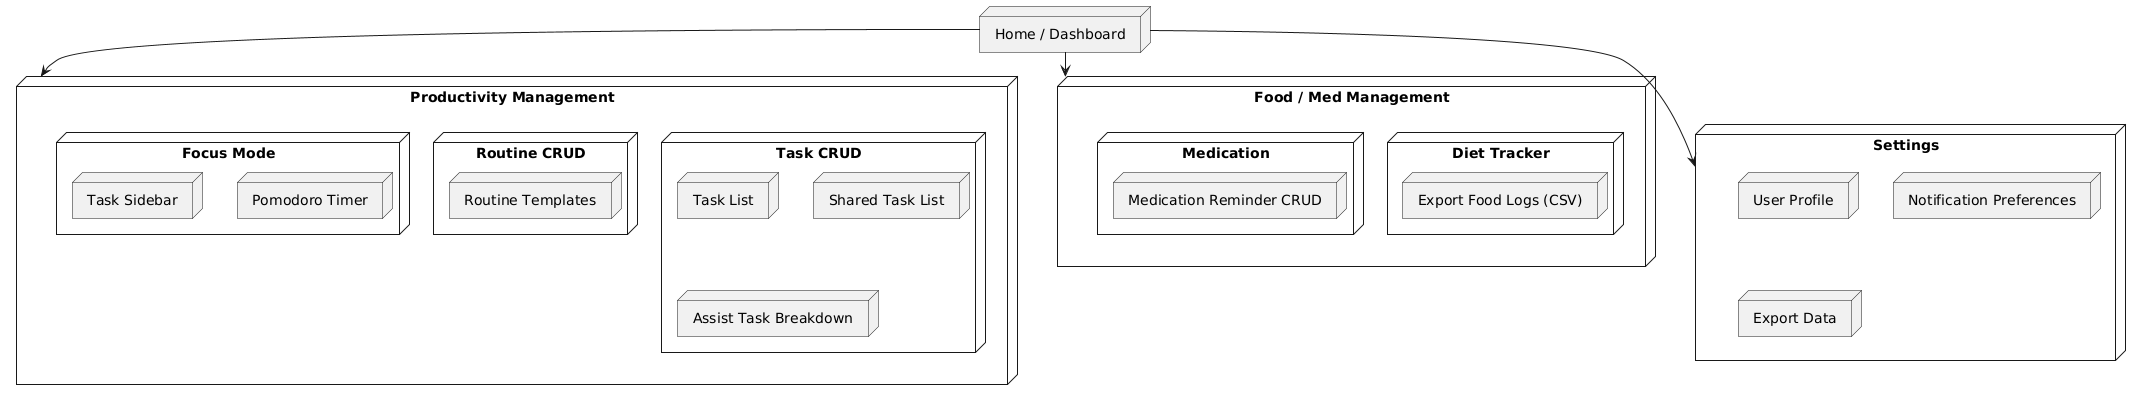 Home / Dashboard
Productivity Management
Focus Mode
Task Sidebar
Pomodoro Timer
Routine CRUD
Routine Templates
Task CRUD
Task List
Shared Task List
Assist Task Breakdown
Food / Med Management
Medication
Medication Reminder CRUD
Diet Tracker
Export Food Logs (CSV)
Settings
User Profile
Notification Preferences
Export Data